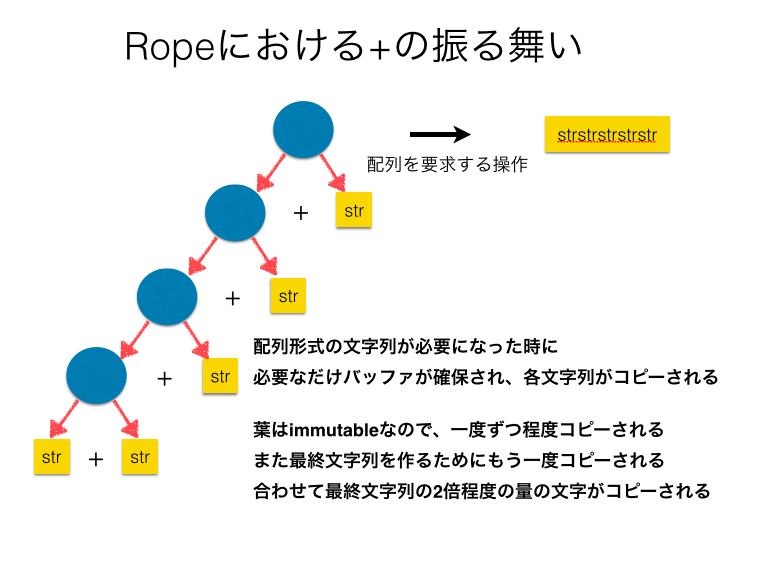 Ropeにおける+の振る舞い
strstrstrstrstr
配列を要求する操作
+
str
+
str
配列形式の文字列が必要になった時に
+
str
必要なだけバッファが確保され、各文字列がコピーされる
葉はimmutableなので、一度ずつ程度コピーされる
str
+
str
また最終文字列を作るためにもう一度コピーされる
合わせて最終文字列の2倍程度の量の文字がコピーされる